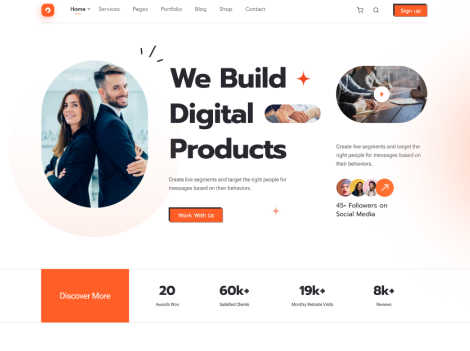 Home Services Pages Portfolio Blog Shop Contact Sign up
We Build
Digital
Products
Create live segments and target the right people for
messages based on their behaviors.
Work With Us
Create live segments and target the
right people for messages based on
their behaviors.
45+ Followers on
Social Media
Discover More
20
Awards Won
60k+
Satisfied Clients
19k+
Monthly Website Visits
8k+
Reviews